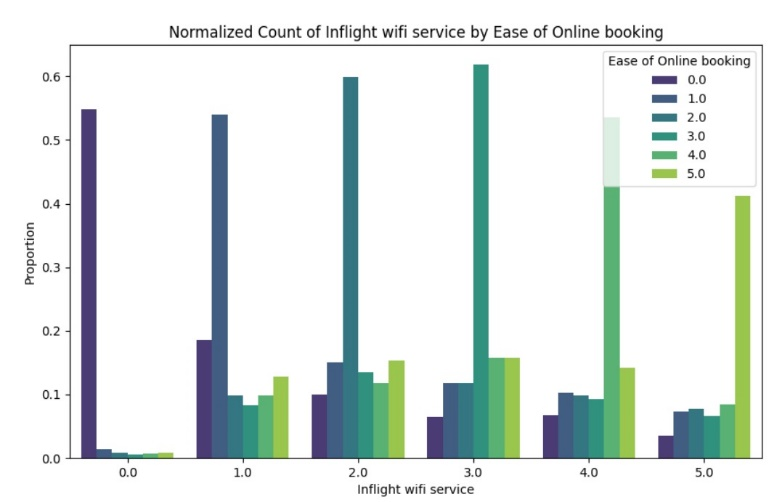 Normalized Count of Inflight wifi service by Ease of Online booking
Ease of Online booking
0.0
1.0
2.0
3.0
4.0
5.0
0.6
0.5
0.4
0.3
0.2
0.1
0.0
Proportion
0.0 1.0 2.0 3.0 4.0 5.0
Inflight wifi service